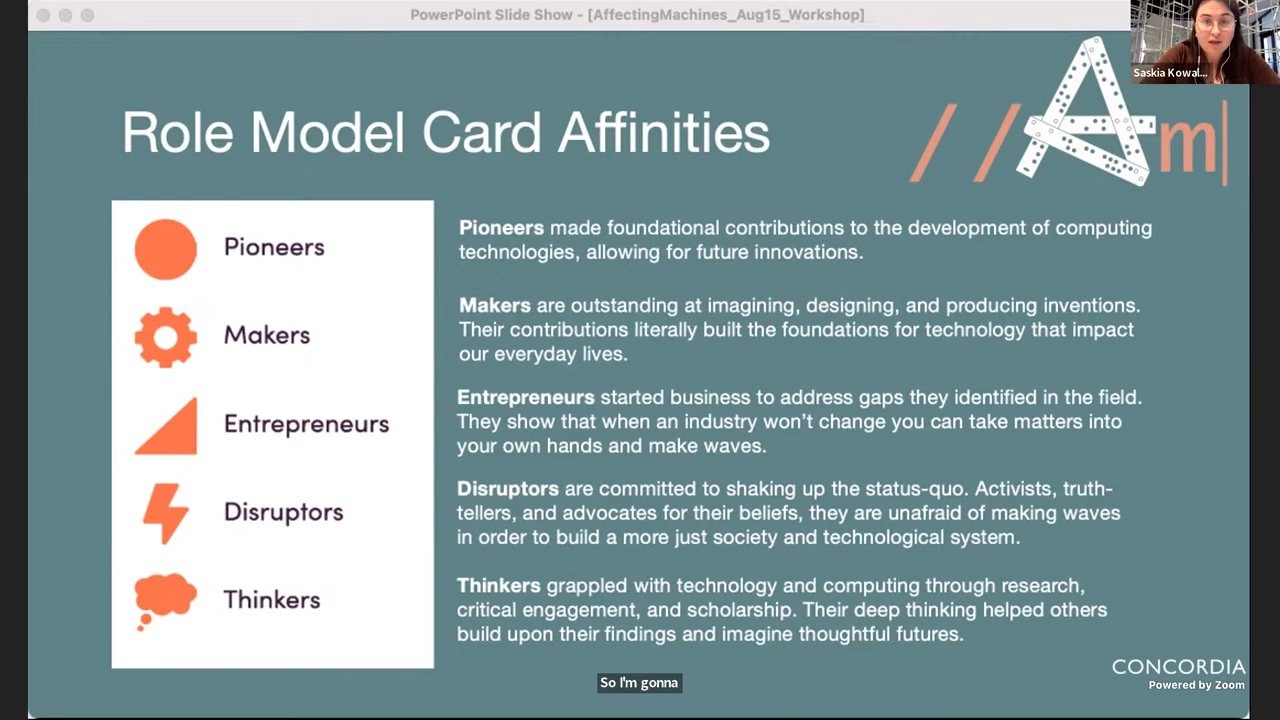 PowerPoint Slide Show - [AffectingMachines_Aug15_Workshop]
Saskia Kowal...
Role Model Card Affinities
//Am|
Pioneers
Makers
Entrepreneurs
Disruptors
Thinkers
Pioneers made foundational contributions to the development of computing
technologies, allowing for future innovations.
Makers are outstanding at imagining, designing, and producing inventions.
Their contributions literally built the foundations for technology that impact
our everyday lives.
Entrepreneurs started business to address gaps they identified in the field.
They show that when an industry won’t change you can take matters into
your own hands and make waves.
Disruptors are committed to shaking up the status-quo. Activists, truth-
tellers, and advocates for their beliefs, they are unafraid of making waves
in order to build a more just society and technological system.
Thinkers grappled with technology and computing through research,
critical engagement, and scholarship. Their deep thinking helped others
build upon their findings and imagine thoughtful futures.
CONCORDIA
Powered by Zoom
So I'm gonna